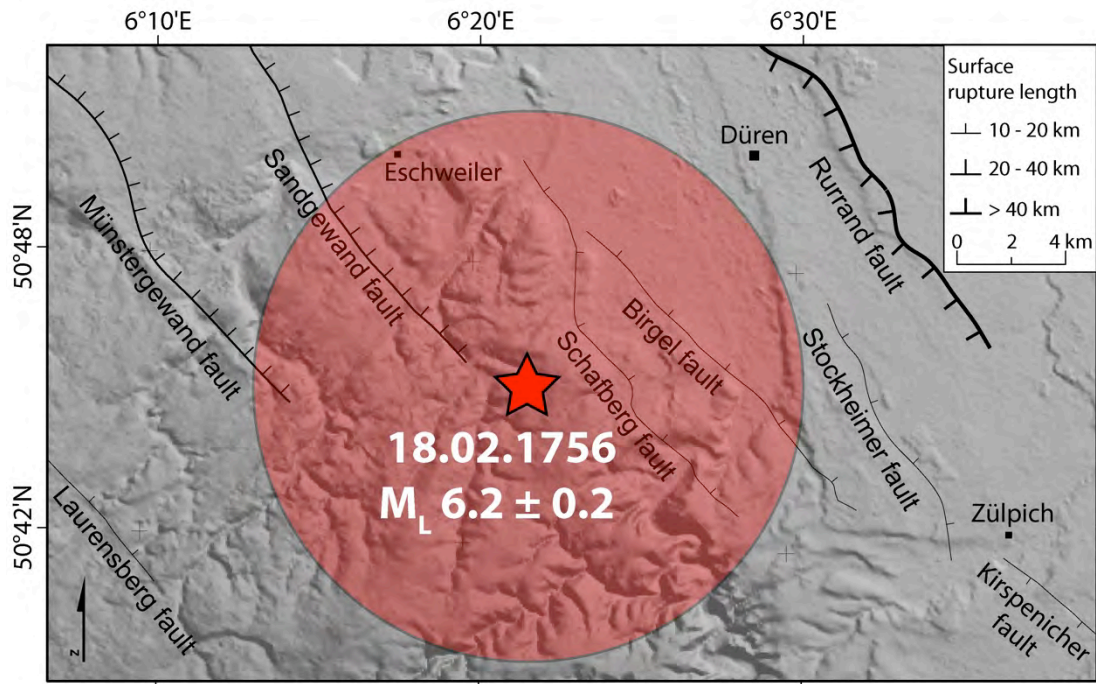 6°10'E
6°20'E
6°30'E
50°48'N
50°42'N
Surface
rupture length
10 - 20 km
20 - 40 km
> 40 km
0 2 4 km
Düren
Eschweiler
Rurrand fault
Sandgewand fault
Münstergewand fault
Birgel fault
Schafberg fault
Stockheimer fault
18.02.1756
M_L 6.2 ± 0.2
Zülpich
Laurensberg fault
Kirspenicher
fault
z